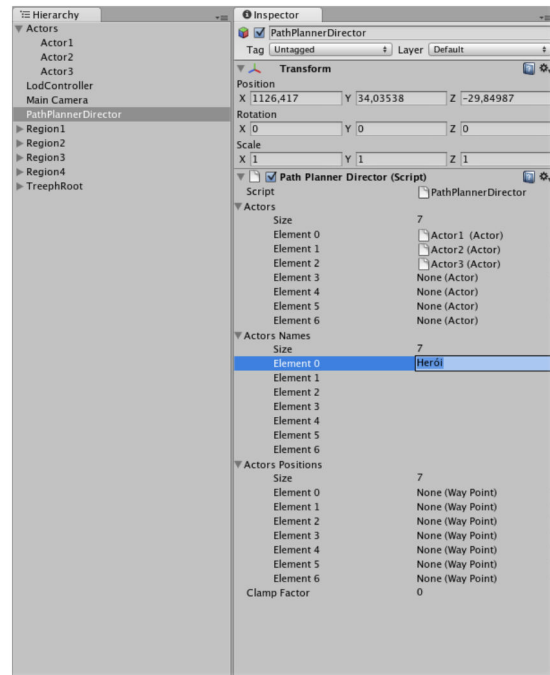 Hierarchy
Actors
Actor1
Actor2
Actor3
LodController
Main Camera
PathPlannerDirector
Region1
Region2
Region3
Region4
TreephRoot
Inspector
PathPlannerDirector
Tag Untagged Layer Default
Transform
Position
X 1126,417 Y 34,03538 Z -29,84987
Rotation
X 0 Y 0 Z 0
Scale
X 1 Y 1 Z 1
Path Planner Director (Script)
Script PathPlannerDirector
Actors
Size 7
Element 0 Actor1 (Actor)
Element 1 Actor2 (Actor)
Element 2 Actor3 (Actor)
Element 3 None (Actor)
Element 4 None (Actor)
Element 5 None (Actor)
Element 6 None (Actor)
Actors Names
Size 7
Element 0 Herói
Element 1
Element 2
Element 3
Element 4
Element 5
Element 6
Actors Positions
Size 7
Element 0 None (Way Point)
Element 1 None (Way Point)
Element 2 None (Way Point)
Element 3 None (Way Point)
Element 4 None (Way Point)
Element 5 None (Way Point)
Element 6 None (Way Point)
Clamp Factor 0